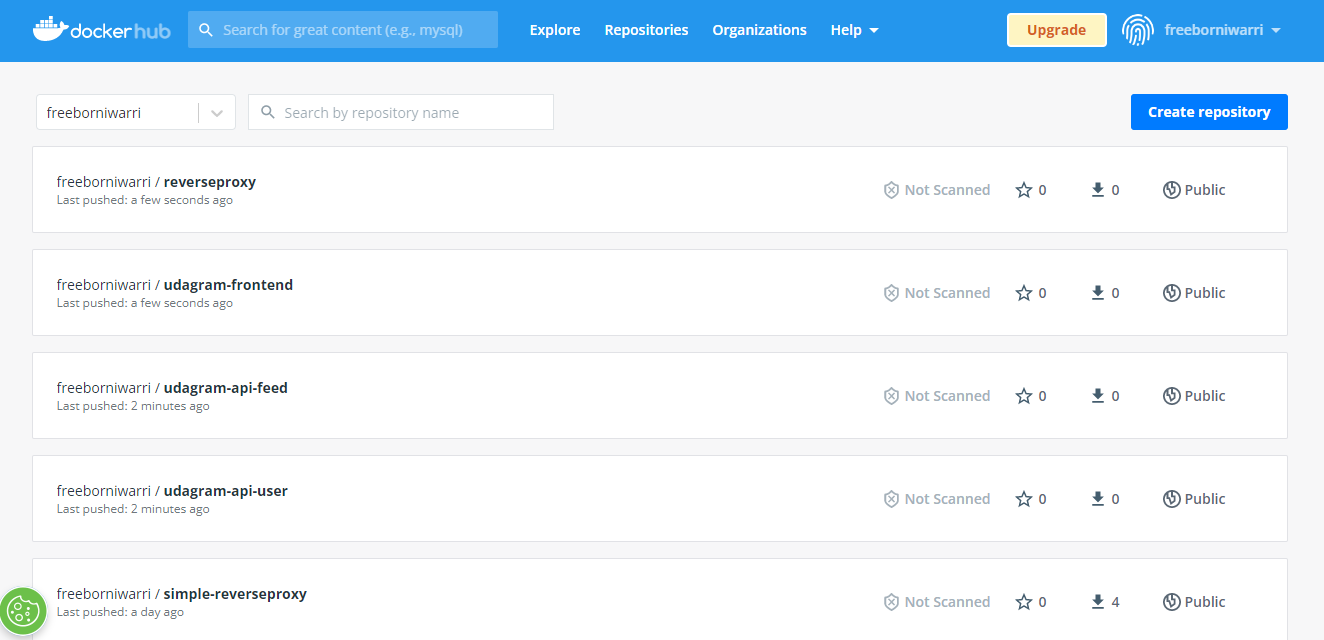 docker hub Search for great content (e.g., mysql) Explore Repositories Organizations Help Upgrade freeborniwarri
freeborniwarri Search by repository name Create repository
freeborniwarri / reverseproxy
Last pushed: a few seconds ago
Not Scanned 0 0 Public
freeborniwarri / udagram-frontend
Last pushed: a few seconds ago
Not Scanned 0 0 Public
freeborniwarri / udagram-api-feed
Last pushed: 2 minutes ago
Not Scanned 0 0 Public
freeborniwarri / udagram-api-user
Last pushed: 2 minutes ago
Not Scanned 0 0 Public
freeborniwarri / simple-reverseproxy
Last pushed: a day ago
Not Scanned 0 4 Public